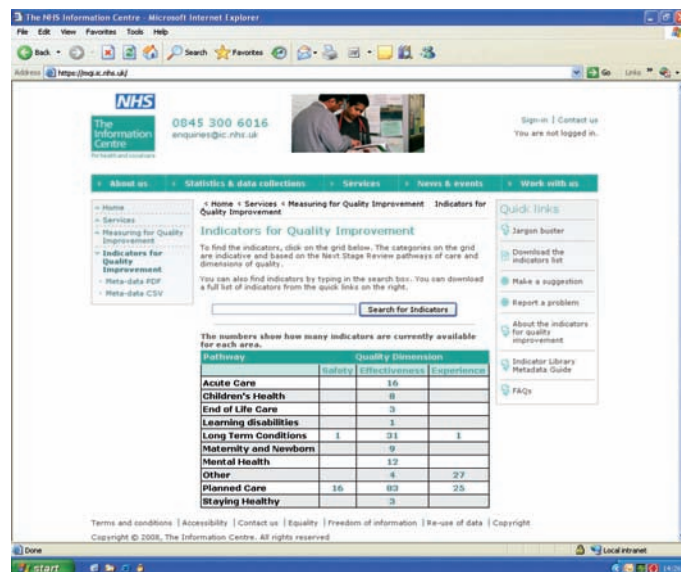 The NHS Information Centre - Microsoft Internet Explorer
File Edit View Favorites Tools Help
Back Search Favorites
Address https://mqi.ic.nhs.uk/ Go Links
NHS
The Information Centre
for health and social care
0845 300 6016
enquiries@ic.nhs.uk
Sign-in | Contact us
You are not logged in.
About us Statistics & data collections Services News & events Work with us
Home
Services
Measuring for Quality
Improvement
Indicators for
Quality
Improvement
Meta-data PDF
Meta-data CSV
< Home < Services < Measuring for Quality Improvement Indicators for
Quality Improvement
Indicators for Quality Improvement
To find the indicators, click on the grid below. The categories on the grid
are indicative and based on the Next Stage Review pathways of care and
dimensions of quality.
You can also find indicators by typing in the search box. You can download
a full list of indicators from the quick links on the right.
Search for Indicators
The numbers show how many indicators are currently available
for each area.
Pathway Quality Dimension
Safety Effectiveness Experience
Acute Care 16
Children's Health 8
End of Life Care 3
Learning disabilities 1
Long Term Conditions 1 31 1
Maternity and Newborn 9
Mental Health 12
Other 4 27
Planned Care 16 83 25
Staying Healthy 3
Quick links
Jargon buster
Download the
indicators list
Make a suggestion
Report a problem
About the indicators
for quality
improvement
Indicator Library
Metadata Guide
FAQs
Terms and conditions | Accessibility | Contact us | Equality | Freedom of information | Re-use of data | Copyright
Copyright © 2008, The Information Centre. All rights reserved
Done Local intranet
start